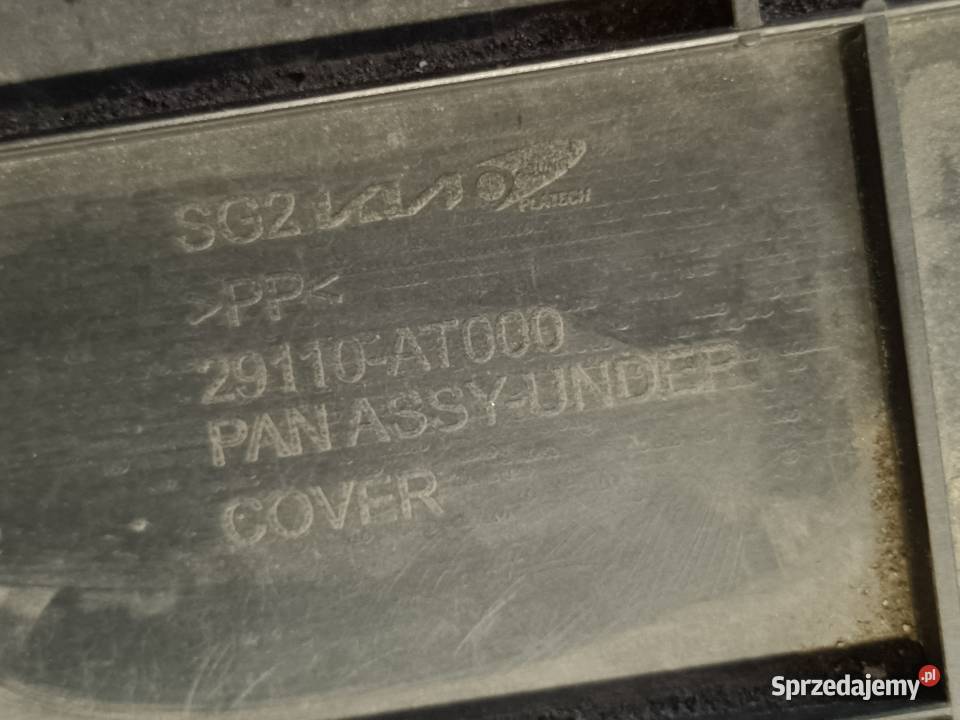 SG2 KIA PLATECH
>PP<
29110-AT000
PAN ASSY-UNDER
COVER
Sprzedajemy.pl